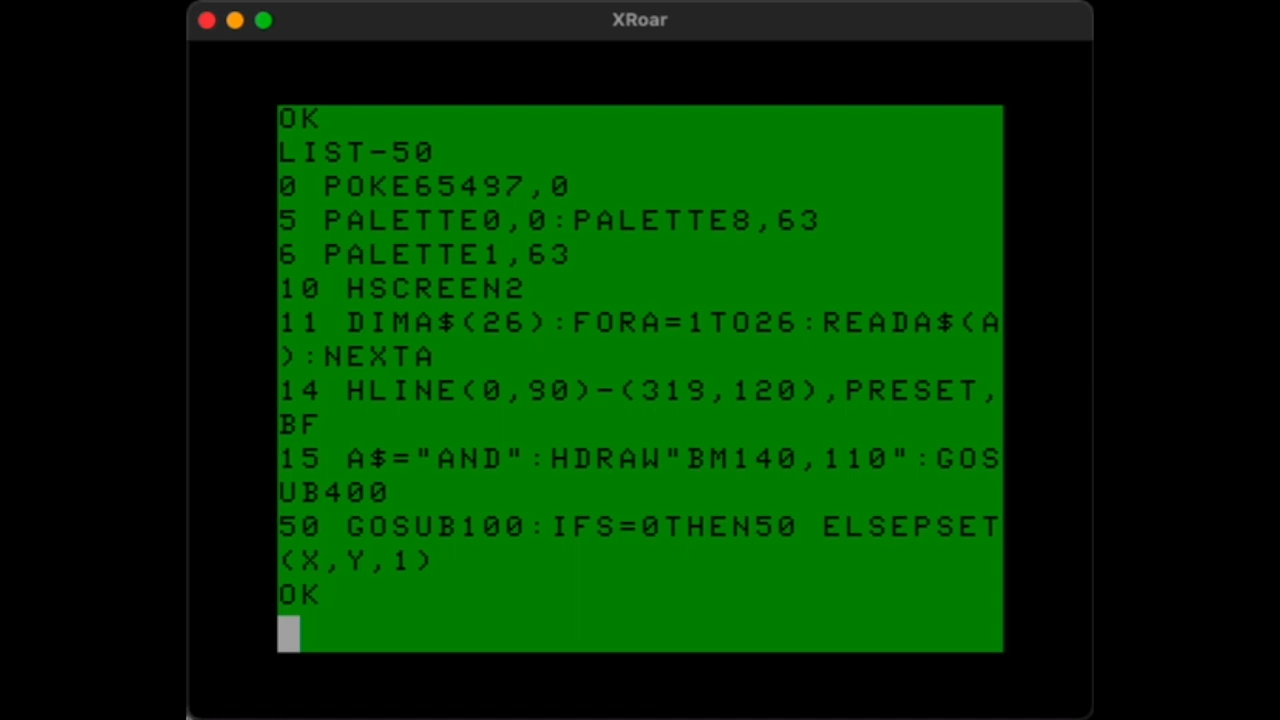 XRoar
OK
LIST-50
0 POKE65497,0
5 PALETTE0,0:PALETTE8,63
6 PALETTE1,63
10 HSCREEN2
11 DIMA$(26):FORA=1TO26:READA$(A
):NEXTA
14 HLINE(0,90)-(319,120),PRESET,
BF
15 A$="AND":HDRAW"BM140,110":GOS
UB400
50 GOSUB100:IFS=0THEN50 ELSEPSET
(X,Y,1)
OK